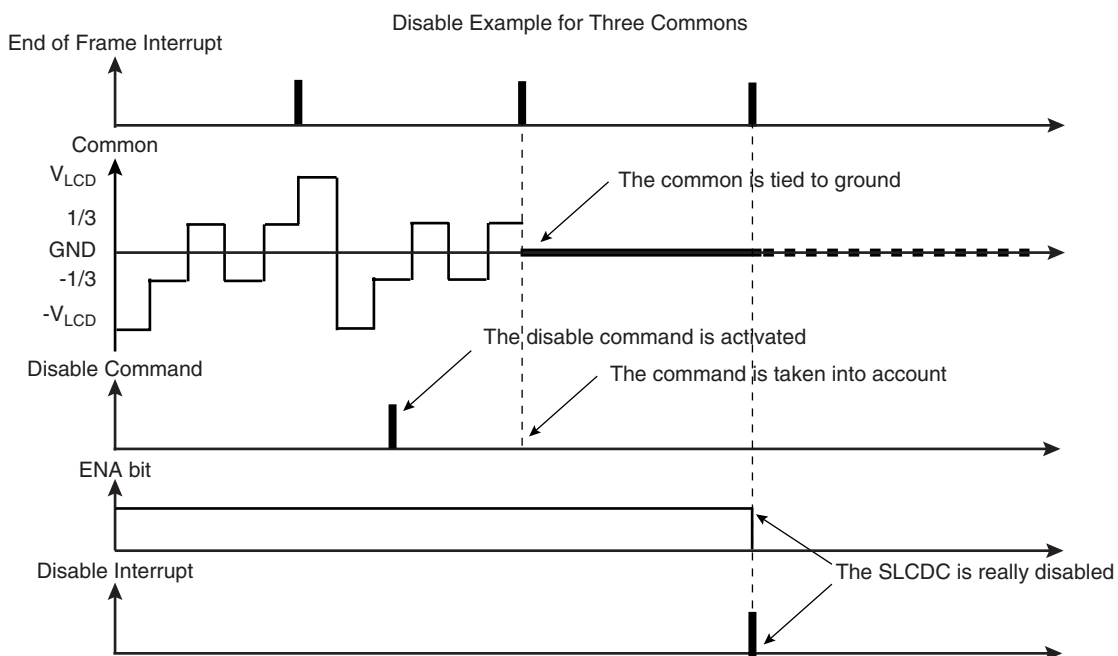 Disable Example for Three Commons
End of Frame Interrupt
Common
VLCD
The common is tied to ground
1/3
GND
-1/3
-VLCD
The disable command is activated
Disable Command
The command is taken into account
ENA bit
Disable Interrupt
The SLCDC is really disabled